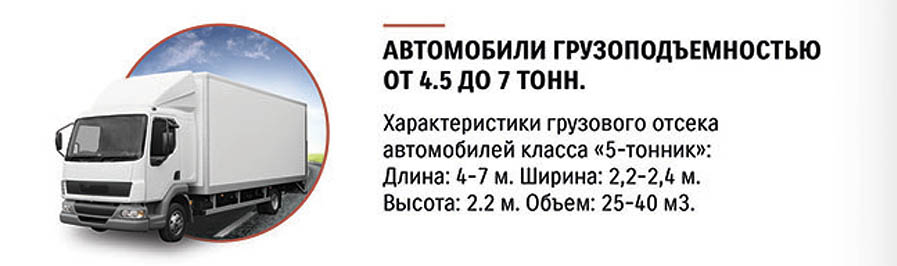 АВТОМОБИЛИ ГРУЗОПОДЪЕМНОСТЬЮ
ОТ 4.5 ДО 7 ТОНН.
Характеристики грузового отсека
автомобилей класса «5-тонник»:
Длина: 4-7 м. Ширина: 2,2-2,4 м.
Высота: 2.2 м. Объем: 25-40 м3.